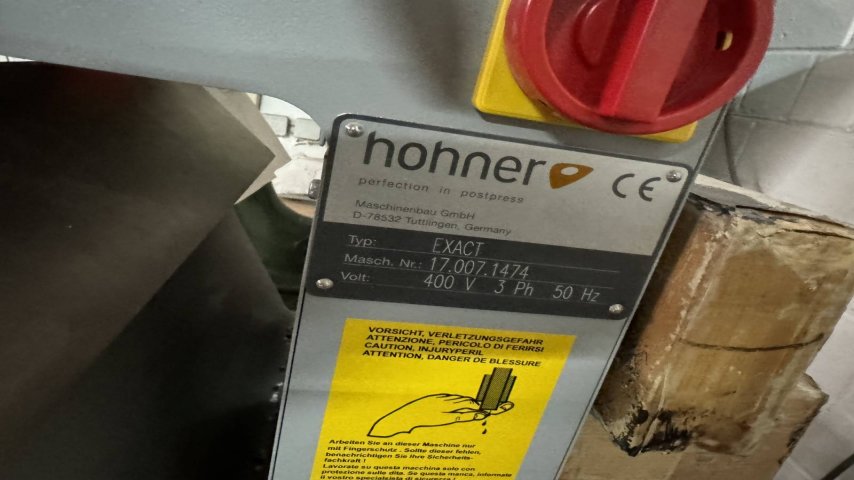 hohner CE
perfection in postpress
Maschinenbau GmbH
D-78532 Tuttlingen, Germany
Typ: EXACT
Masch. Nr.: 17.007.1474
Volt: 400 V 3 Ph 50 Hz
VORSICHT, VERLETZUNGSGEFAHR
ATTENZIONE, PERICOLO DI FERIRSI
CAUTION, INJURYPERIL
ATTENTION, DANGER DE BLESSURE
Arbeiten Sie an dieser Maschine nur
mit Fingerschutz. Sollte dieser fehlen,
benachrichtigen Sie Ihre Sicherheits-
fachkraft !
Lavorate su questa macchina solo con
protezione sulle dita. Se questa manca, informate
il vostro specialista di sicurezza !